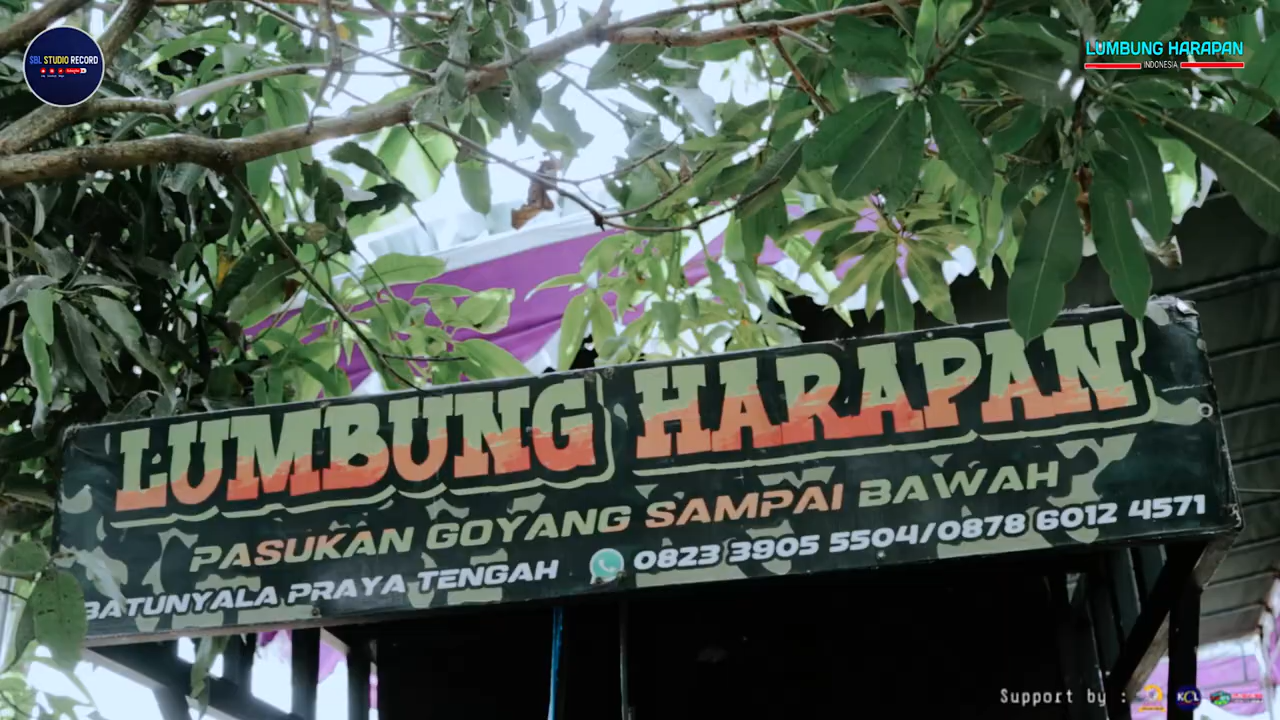 SBL STUDIO RECORD
LUMBUNG HARAPAN
INDONESIA
LUMBUNG HARAPAN
PASUKAN GOYANG SAMPAI BAWAH
BATUNYALA PRAYA TENGAH 0823 3905 5504/0878 6012 4571
Support by :
KCL